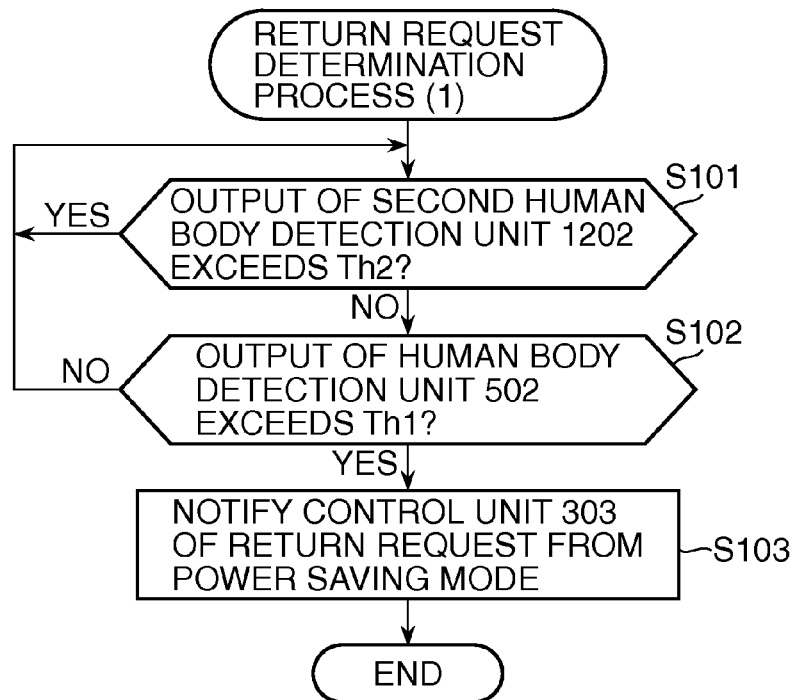 RETURN REQUEST
DETERMINATION
PROCESS (1)
S101
OUTPUT OF SECOND HUMAN
BODY DETECTION UNIT 1202
EXCEEDS Th2?
YES
NO
S102
OUTPUT OF HUMAN BODY
DETECTION UNIT 502
EXCEEDS Th1?
NO
YES
NOTIFY CONTROL UNIT 303
OF RETURN REQUEST FROM
POWER SAVING MODE
S103
END